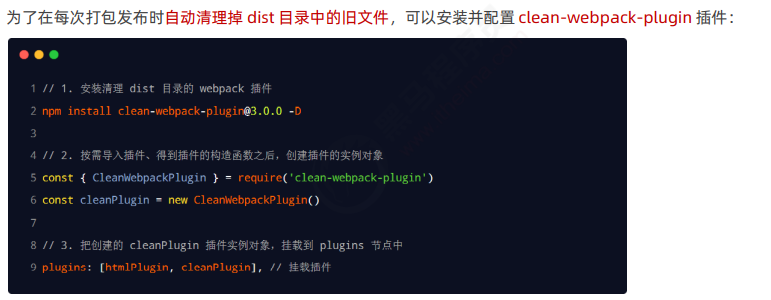 为了在每次打包发布时自动清理掉 dist 目录中的旧文件，可以安装并配置 clean-webpack-plugin 插件：
1 // 1. 安装清理 dist 目录的 webpack 插件
2 npm install clean-webpack-plugin@3.0.0 -D
3
4 // 2. 按需导入插件、得到插件的构造函数之后，创建插件的实例对象
5 const { CleanWebpackPlugin } = require('clean-webpack-plugin')
6 const cleanPlugin = new CleanWebpackPlugin()
7
8 // 3. 把创建的 cleanPlugin 插件实例对象，挂载到 plugins 节点中
9 plugins: [htmlPlugin, cleanPlugin], // 挂载插件